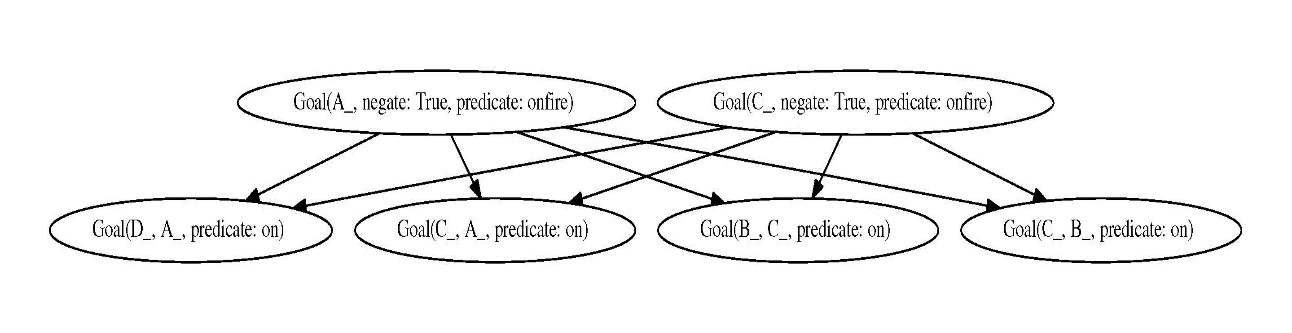 Goal(A_, negate: True, predicate: onfire)
Goal(C_, negate: True, predicate: onfire)
Goal(D_, A_, predicate: on)
Goal(C_, A_, predicate: on)
Goal(B_, C_, predicate: on)
Goal(C_, B_, predicate: on)